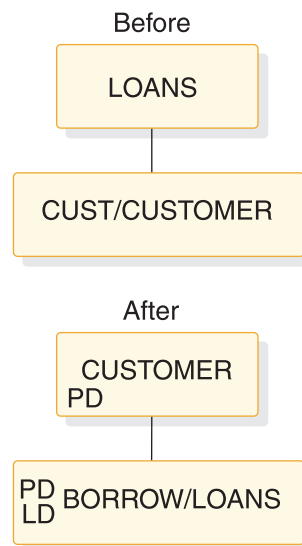 Before
LOANS
CUST/CUSTOMER
After
CUSTOMER
PD
PD
LD
BORROW/LOANS